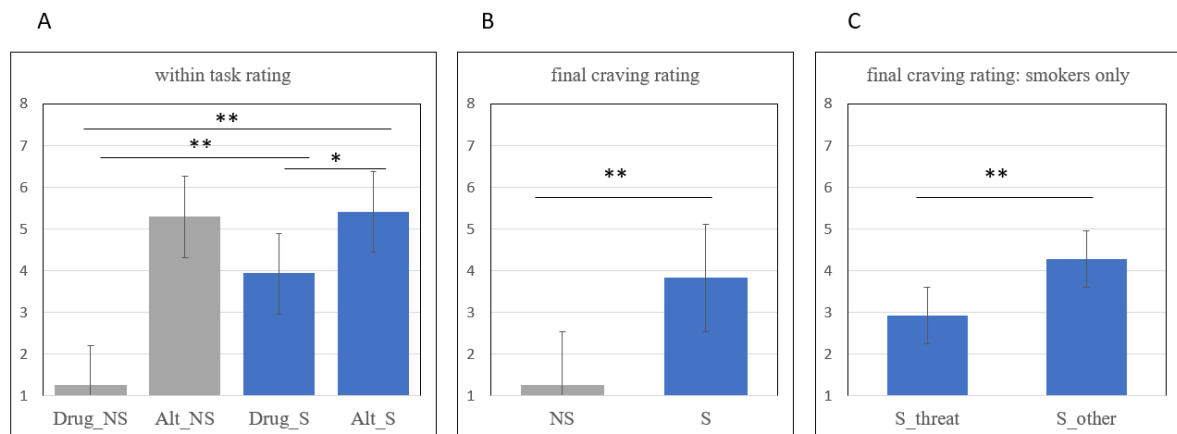 A
B
C
within task rating
final craving rating
final craving rating: smokers only
8
7
6
5
4
3
2
1
**
**
*
Drug_NS
Alt_NS
Drug_S
Alt_S
8
7
6
5
4
3
2
1
**
NS
S
8
7
6
5
4
3
2
1
**
S_threat
S_other